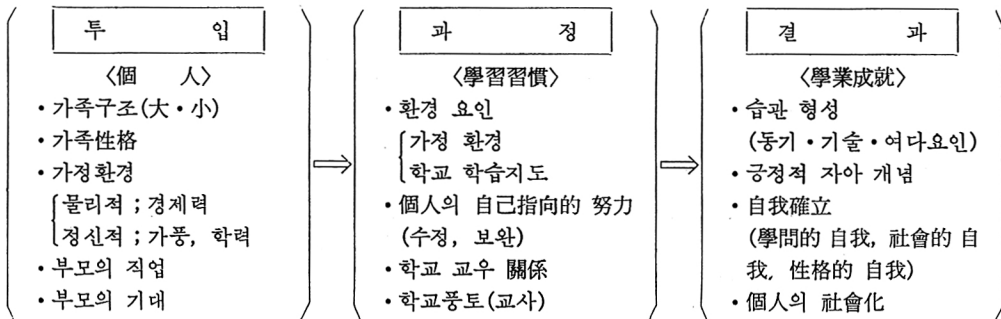 투 입
〈個 人〉
• 가족구조(大・小)
• 가족性格
• 가정환경
물리적 ; 경제력
정신적 ; 가풍, 학력
• 부모의 직업
• 부모의 기대
과 정
〈學習習慣〉
• 환경 요인
가정 환경
학교 학습지도
• 個人의 自己指向的 努力
(수정, 보완)
• 학교 교우 關係
• 학교풍토(교사)
결 과
〈學業成就〉
• 습관 형성
(동기・기술・여다요인)
• 긍정적 자아 개념
• 自我確立
(學問的 自我, 社會的 自
我, 性格的 自我)
• 個人의 社會化